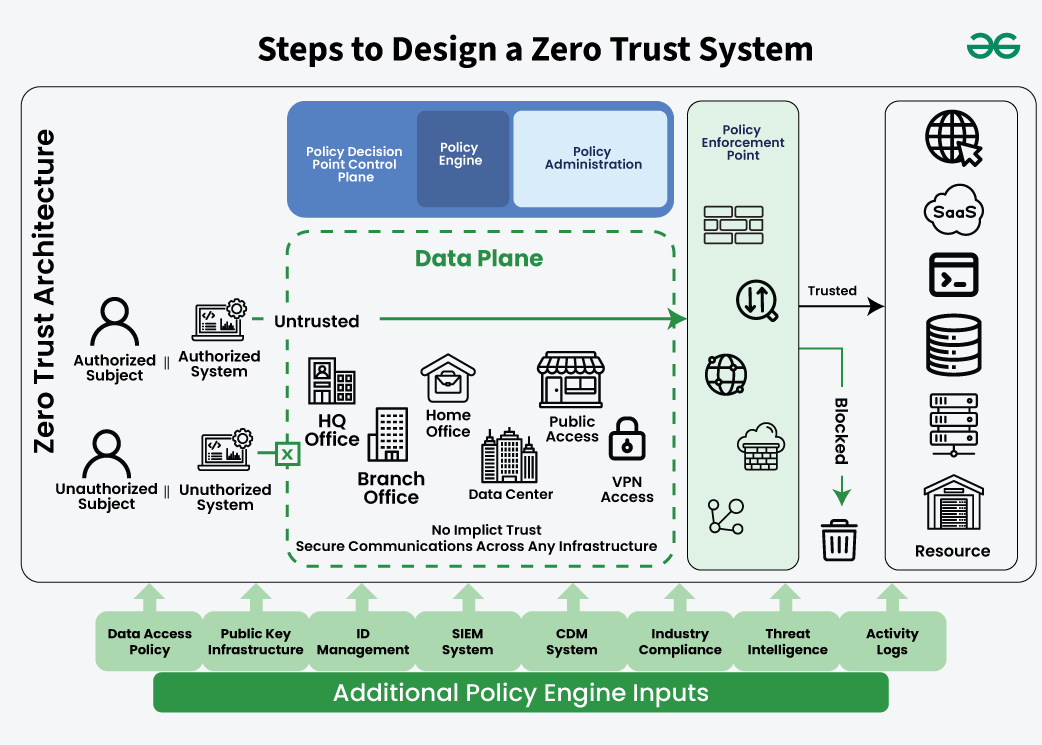 Steps to Design a Zero Trust System
Zero Trust Architecture
Policy Decision
Point Control
Plane
Policy
Engine
Policy
Administration
Policy
Enforcement
Point
Data Plane
Untrusted
Authorized
Subject
||
Authorized
System
Unauthorized
Subject
||
Unuthorized
System
X
HQ
Office
Branch
Office
Home
Office
Data Center
Public
Access
VPN
Access
No Implict Trust
Secure Communications Across Any Infrastructure
Trusted
Blocked
SaaS
Resource
Data Access
Policy
Public Key
Infrastructure
ID
Management
SIEM
System
CDM
System
Industry
Compliance
Threat
Intelligence
Activity
Logs
Additional Policy Engine Inputs